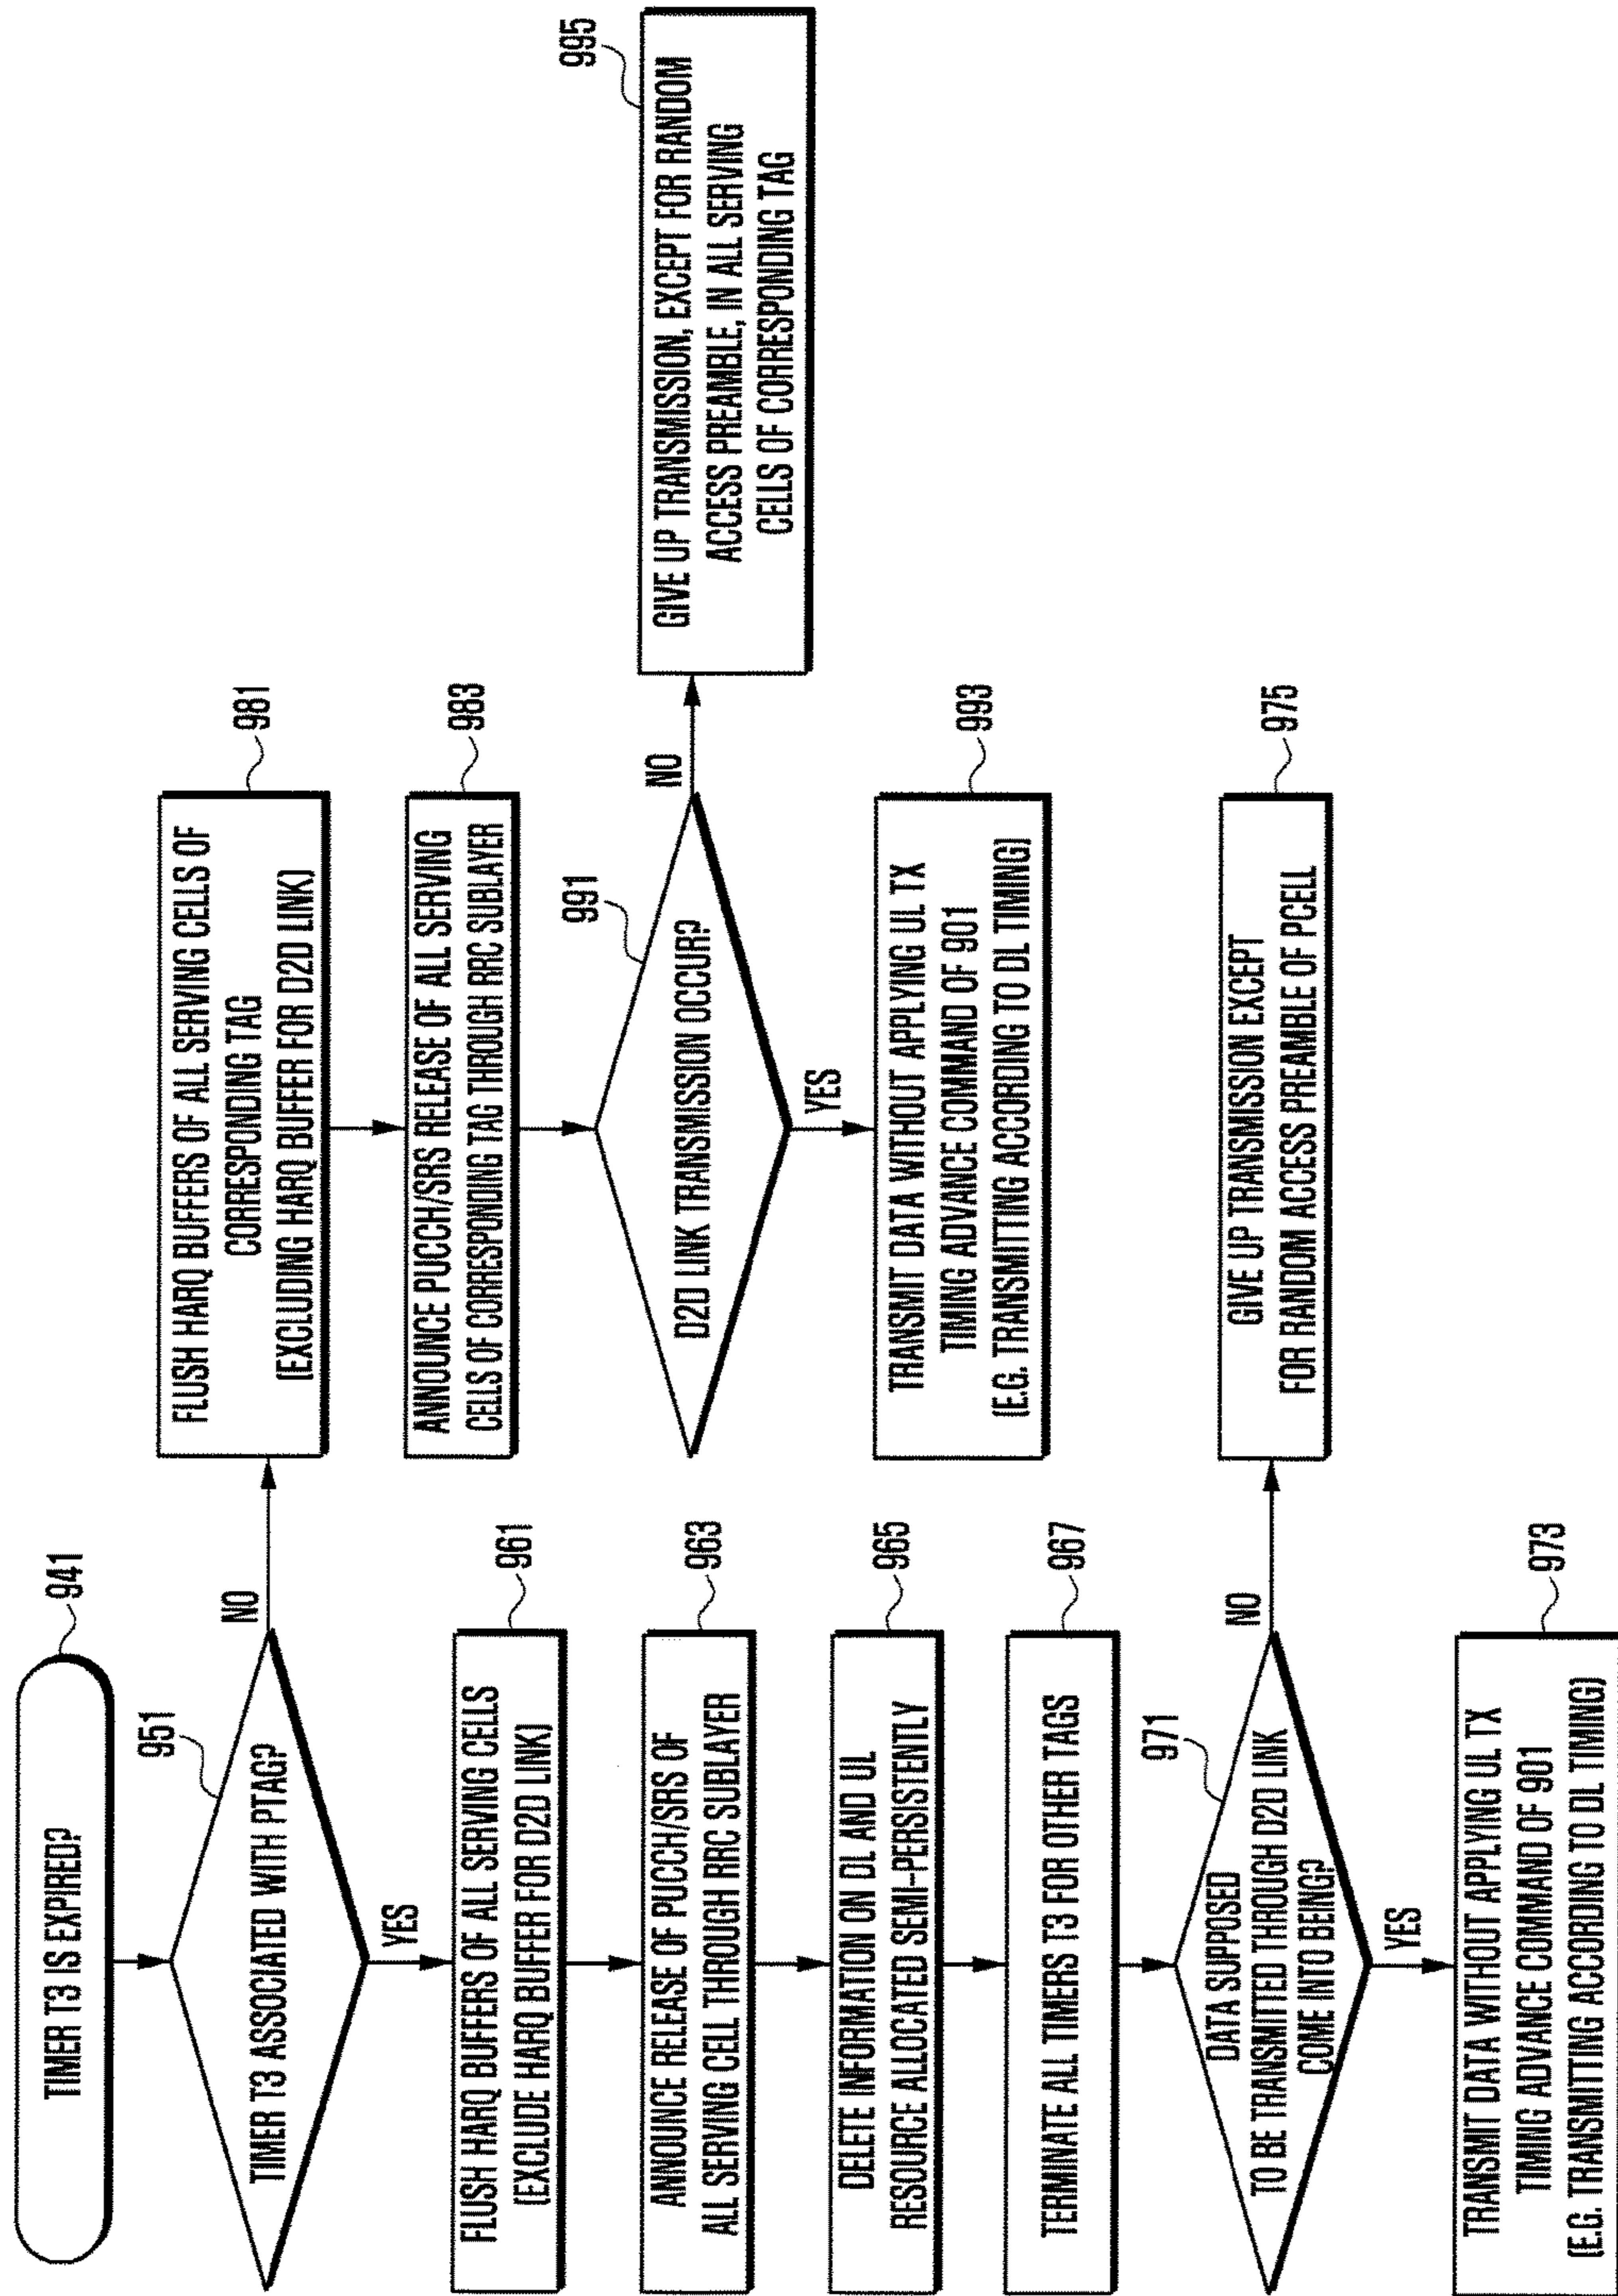 TIMER T3 IS EXPIRED?
941
951
TIMER T3 ASSOCIATED WITH PTAG?
NO
YES
FLUSH HARQ BUFFERS OF ALL SERVING CELLS
(EXCLUDE HARQ BUFFER FOR D2D LINK)
961
ANNOUNCE RELEASE OF PUCCH/SRS OF
ALL SERVING CELL THROUGH RRC SUBLAYER
963
DELETE INFORMATION ON DL AND UL
RESOURCE ALLOCATED SEMI-PERSISTENTLY
965
TERMINATE ALL TIMERS T3 FOR OTHER TAGS
967
971
DATA SUPPOSED
TO BE TRANSMITTED THROUGH D2D LINK
COME INTO BEING?
NO
YES
TRANSMIT DATA WITHOUT APPLYING UL TX
TIMING ADVANCE COMMAND OF 901
(E.G. TRANSMITTING ACCORDING TO DL TIMING)
973
GIVE UP TRANSMISSION EXCEPT
FOR RANDOM ACCESS PREAMBLE OF PCELL
975
FLUSH HARQ BUFFERS OF ALL SERVING CELLS OF
CORRESPONDING TAG
(EXCLUDING HARQ BUFFER FOR D2D LINK)
981
ANNOUNCE PUCCH/SRS RELEASE OF ALL SERVING
CELLS OF CORRESPONDING TAG THROUGH RRC SUBLAYER
983
991
D2D LINK TRANSMISSION OCCUR?
NO
YES
TRANSMIT DATA WITHOUT APPLYING UL TX
TIMING ADVANCE COMMAND OF 901
(E.G. TRANSMITTING ACCORDING TO DL TIMING)
993
GIVE UP TRANSMISSION, EXCEPT FOR RANDOM
ACCESS PREAMBLE, IN ALL SERVING
CELLS OF CORRESPONDING TAG
995